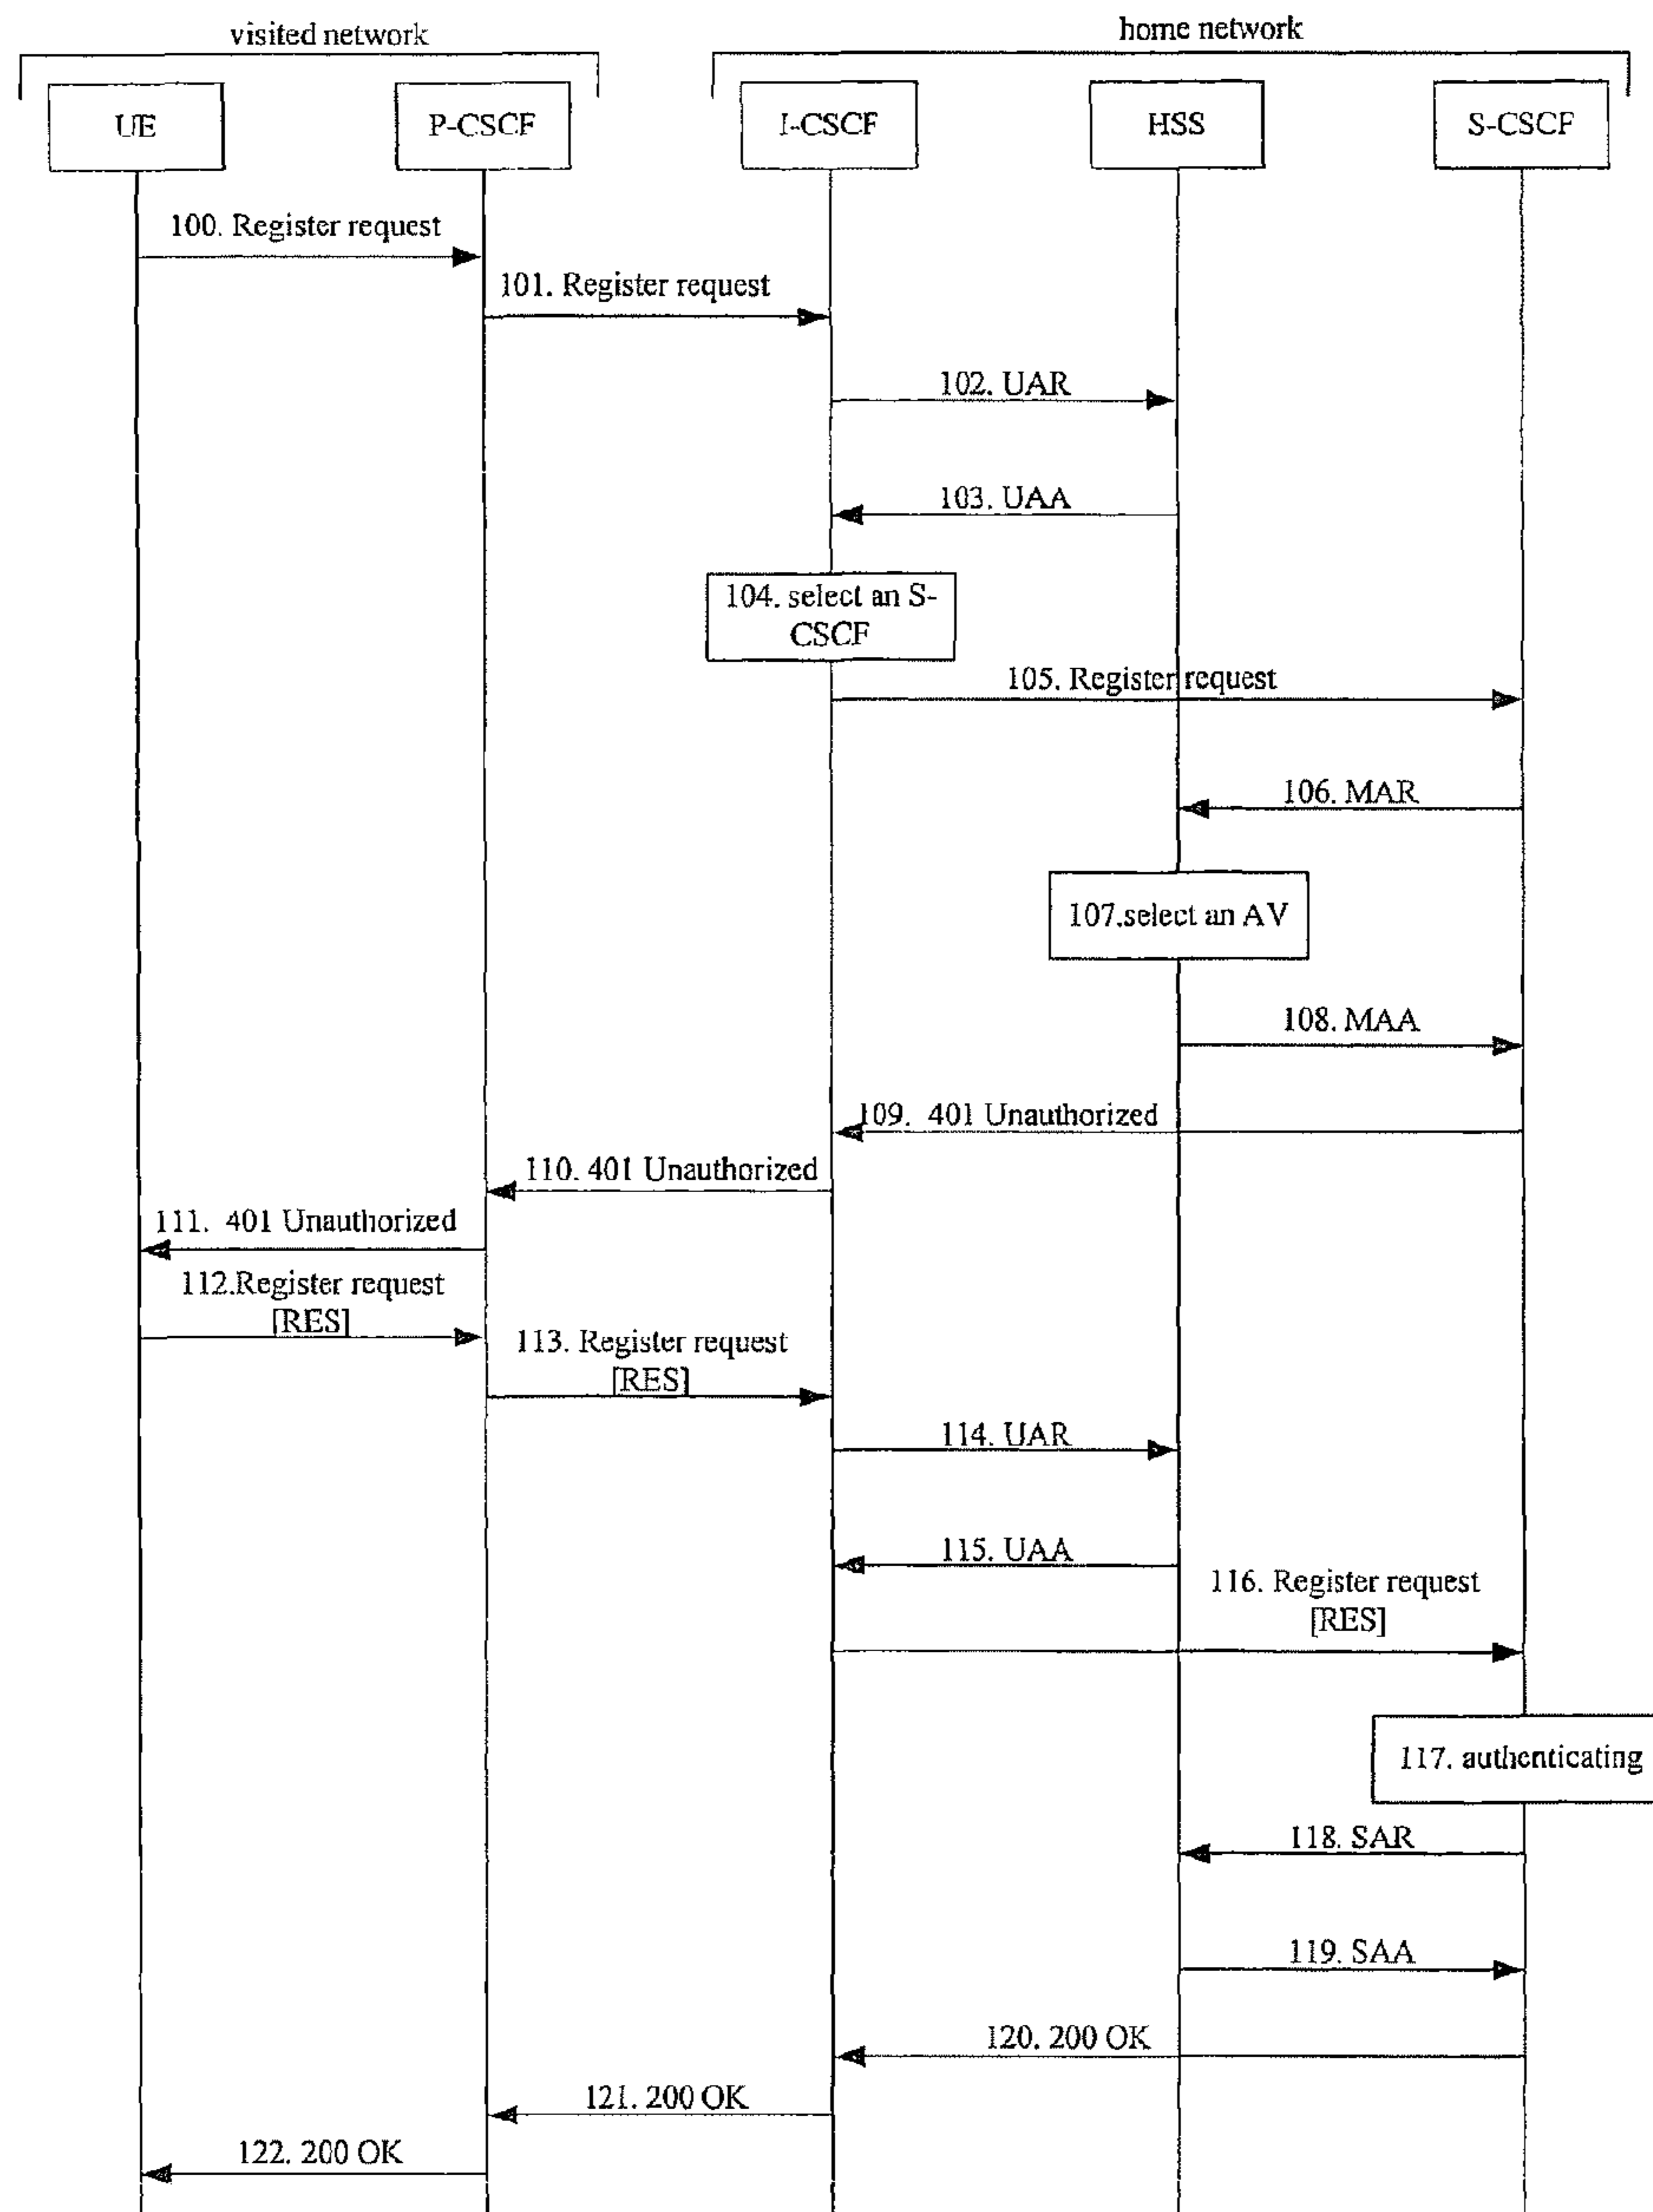 visited network
home network
UE
P-CSCF
I-CSCF
HSS
S-CSCF
100. Register request
101. Register request
102. UAR
103. UAA
104. select an S-
CSCF
105. Register request
106. MAR
107.select an AV
108. MAA
109. 401 Unauthorized
110. 401 Unauthorized
111. 401 Unauthorized
112.Register request
[RES]
113. Register request
[RES]
114. UAR
115. UAA
116. Register request
[RES]
117. authenticating
118. SAR
119. SAA
120. 200 OK
121. 200 OK
122. 200 OK